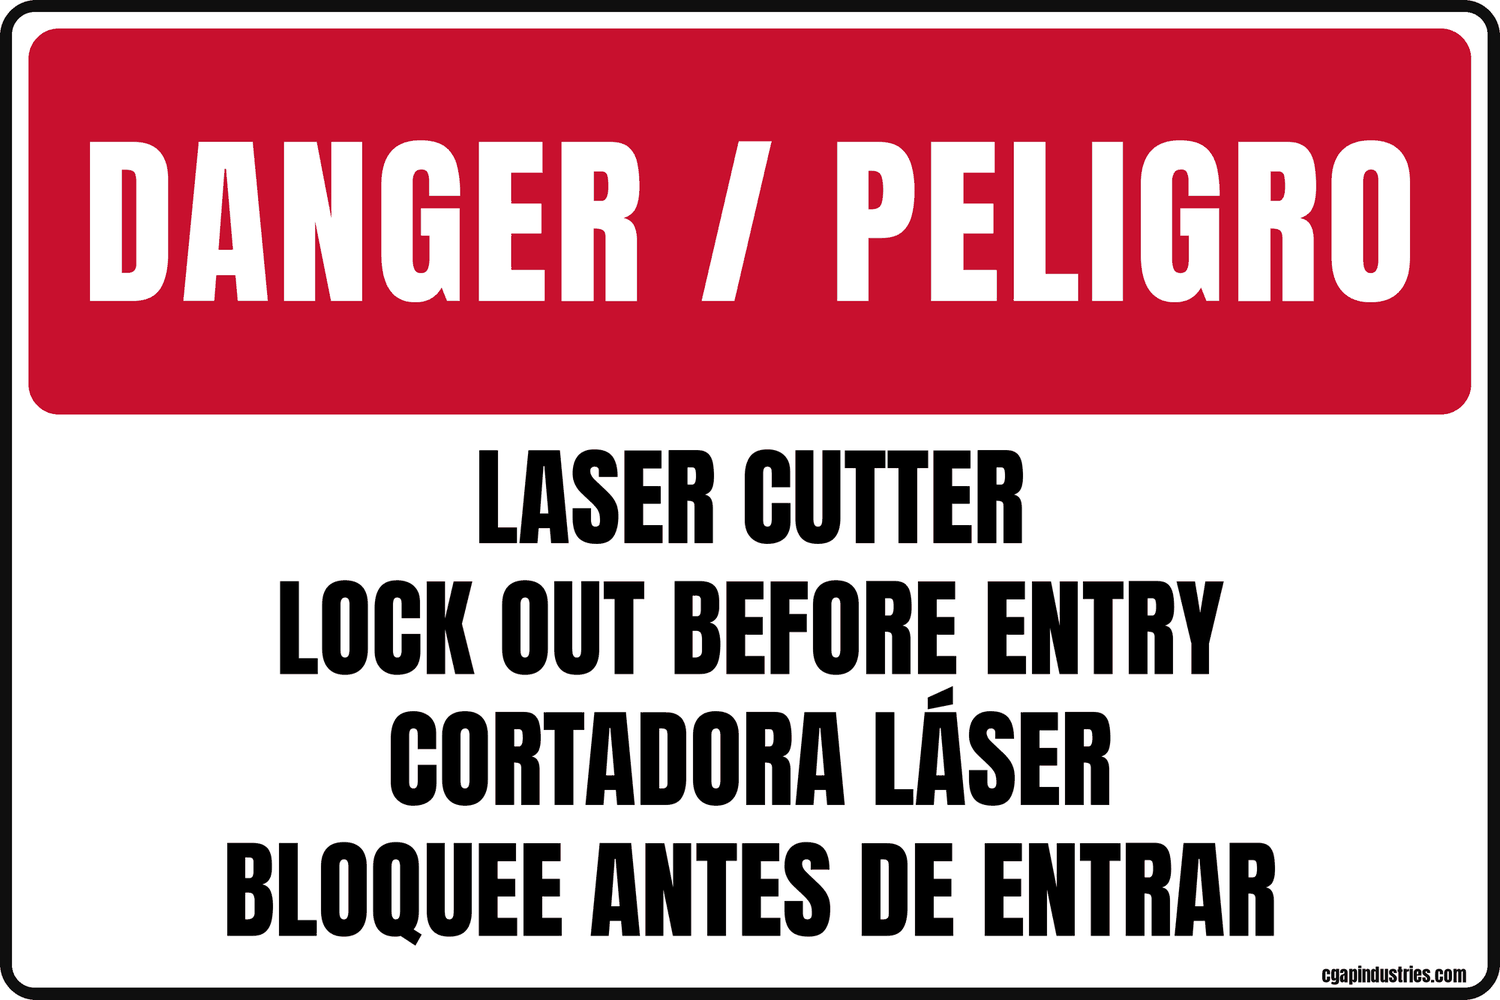 DANGER / PELIGRO
LASER CUTTER
LOCK OUT BEFORE ENTRY
CORTADORA LÁSER
BLOQUEE ANTES DE ENTRAR
cgapindustries.com